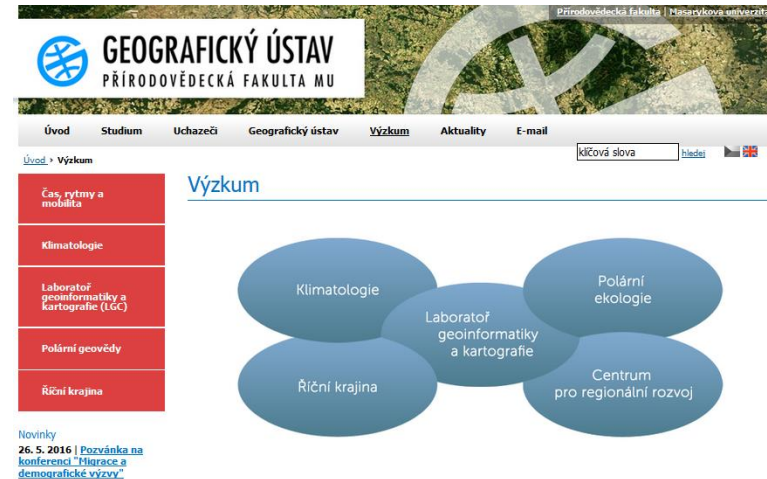 Přírodovědecká fakulta | Masarykova univerzita
GEOGRAFICKÝ ÚSTAV
PŘÍRODOVĚDECKÁ FAKULTA MU
Úvod Studium Uchazeči Geografický ústav Výzkum Aktuality E-mail
klíčová slova hledej
Úvod › Výzkum
Čas, rytmy a
mobilita
Klimatologie
Laboratoř
geoinformatiky a
kartografie (LGC)
Polární geovědy
Říční krajina
Novinky
26. 5. 2016 | Pozvánka na
konferenci "Migrace a
demografické výzvy"
Výzkum
Klimatologie
Polární
ekologie
Laboratoř
geoinformatiky
a kartografie
Říční krajina
Centrum
pro regionální rozvoj